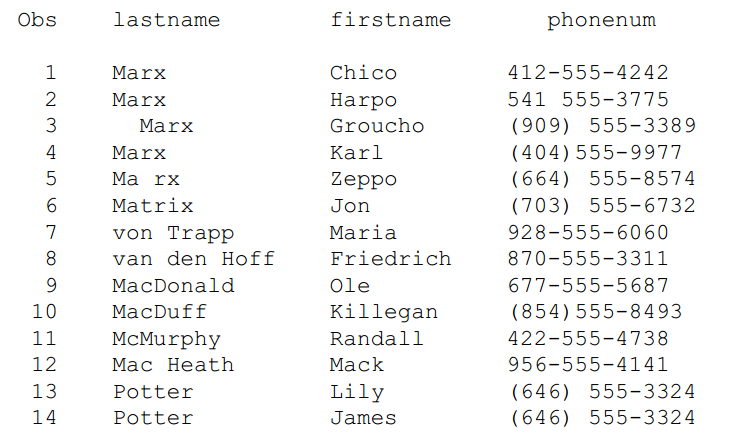 Obs    lastname        firstname       phonenum
  1    Marx            Chico        412-555-4242
  2    Marx            Harpo        541 555-3775
  3      Marx          Groucho      (909) 555-3389
  4    Marx            Karl         (404)555-9977
  5    Ma rx           Zeppo        (664) 555-8574
  6    Matrix          Jon          (703) 555-6732
  7    von Trapp       Maria        928-555-6060
  8    van den Hoff    Friedrich    870-555-3311
  9    MacDonald       Ole          677-555-5687
 10    MacDuff         Killegan     (854)555-8493
 11    McMurphy        Randall      422-555-4738
 12    Mac Heath       Mack         956-555-4141
 13    Potter          Lily         (646) 555-3324
 14    Potter          James        (646) 555-3324